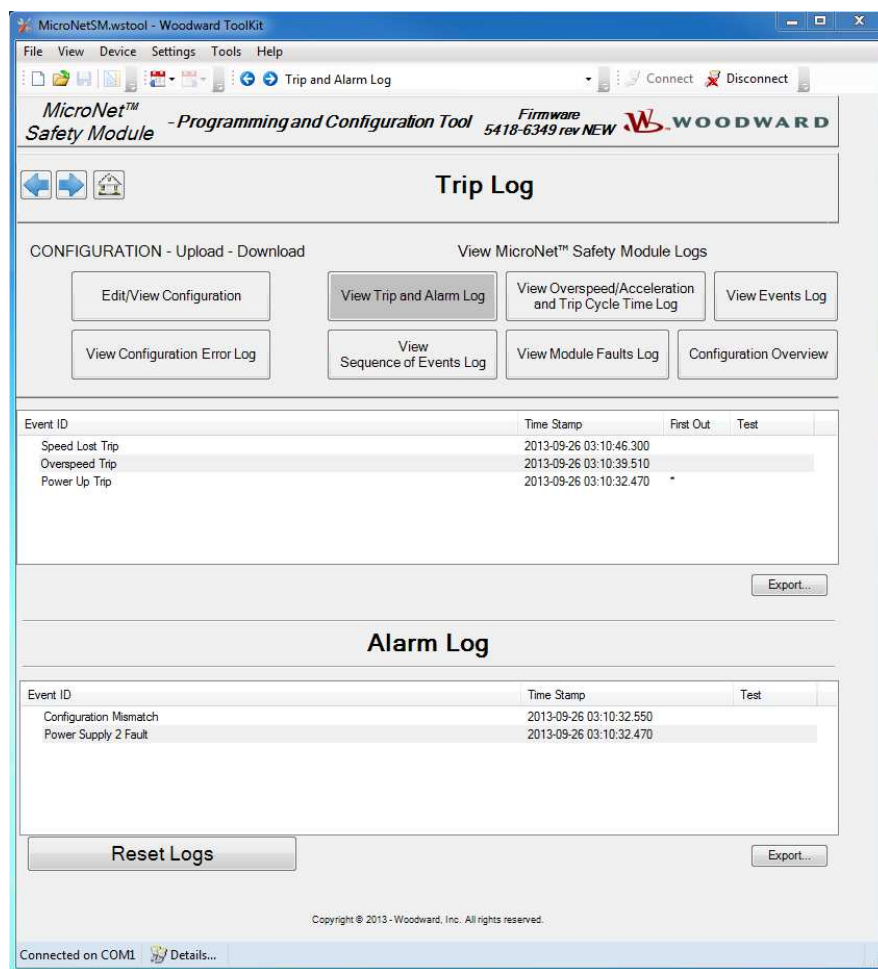 MicroNetSM.wstool - Woodward ToolKit
File View Device Settings Tools Help
Trip and Alarm Log Connect Disconnect
MicroNet™
Safety Module - Programming and Configuration Tool Firmware
5418-6349 rev NEW WOODWARD
Trip Log
CONFIGURATION - Upload - Download View MicroNet™ Safety Module Logs
Edit/View Configuration View Trip and Alarm Log View Overspeed/Acceleration
and Trip Cycle Time Log View Events Log
View Configuration Error Log View
Sequence of Events Log View Module Faults Log Configuration Overview
Event ID Time Stamp First Out Test
Speed Lost Trip 2013-09-26 03:10:46.300
Overspeed Trip 2013-09-26 03:10:39.510
Power Up Trip 2013-09-26 03:10:32.470 *
Export...
Alarm Log
Event ID Time Stamp Test
Configuration Mismatch 2013-09-26 03:10:32.550
Power Supply 2 Fault 2013-09-26 03:10:32.470
Reset Logs Export...
Copyright © 2013 - Woodward, Inc. All rights reserved.
Connected on COM1 Details...